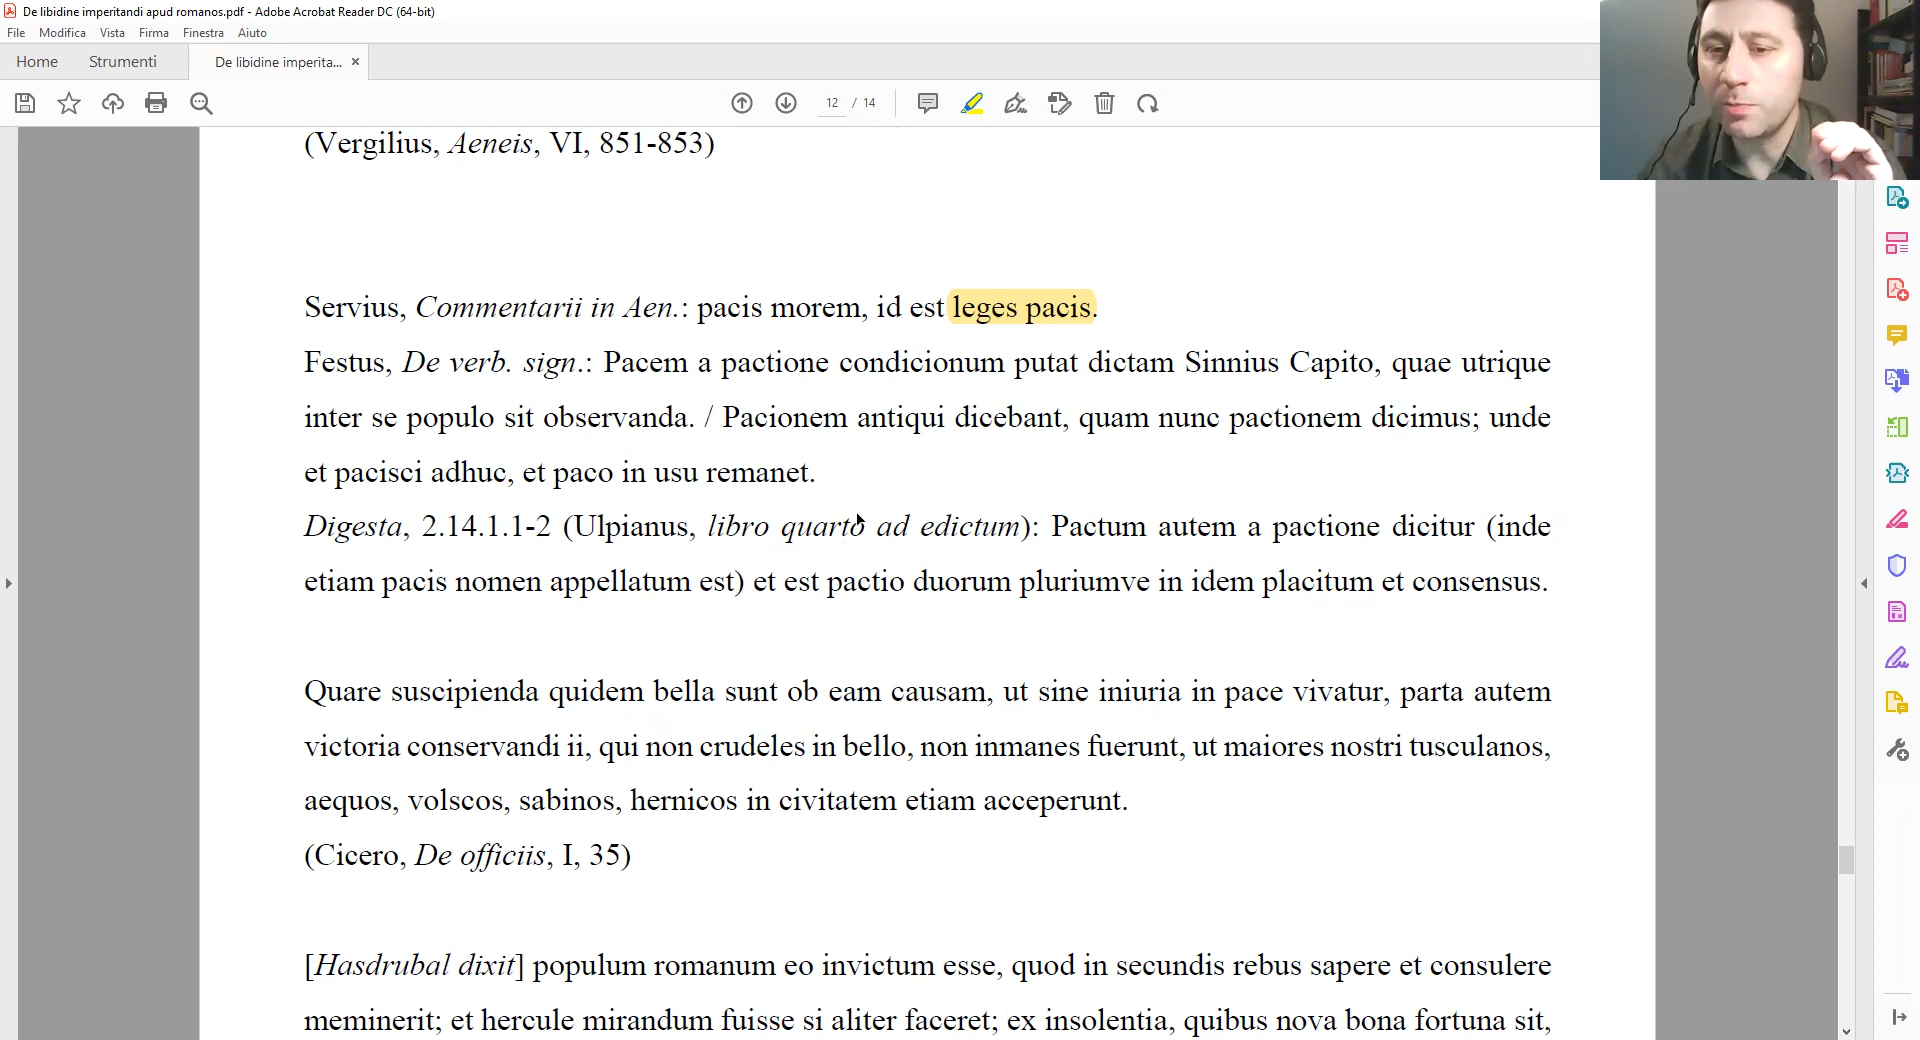 De libidine imperitandi apud romanos.pdf - Adobe Acrobat Reader DC (64-bit)
File Modifica Vista Firma Finestra Aiuto
Home Strumenti De libidine imperita... ×
12 / 14
(Vergilius, Aeneis, VI, 851-853)
Servius, Commentarii in Aen.: pacis morem, id est leges pacis.
Festus, De verb. sign.: Pacem a pactione condicionum putat dictam Sinnius Capito, quae utrique
inter se populo sit observanda. / Pacionem antiqui dicebant, quam nunc pactionem dicimus; unde
et pacisci adhuc, et paco in usu remanet.
Digesta, 2.14.1.1-2 (Ulpianus, libro quarto ad edictum): Pactum autem a pactione dicitur (inde
etiam pacis nomen appellatum est) et est pactio duorum pluriumve in idem placitum et consensus.
Quare suscipienda quidem bella sunt ob eam causam, ut sine iniuria in pace vivatur, parta autem
victoria conservandi ii, qui non crudeles in bello, non inmanes fuerunt, ut maiores nostri tusculanos,
aequos, volscos, sabinos, hernicos in civitatem etiam acceperunt.
(Cicero, De officiis, I, 35)
[Hasdrubal dixit] populum romanum eo invictum esse, quod in secundis rebus sapere et consulere
meminerit; et hercule mirandum fuisse si aliter faceret; ex insolentia, quibus nova bona fortuna sit,